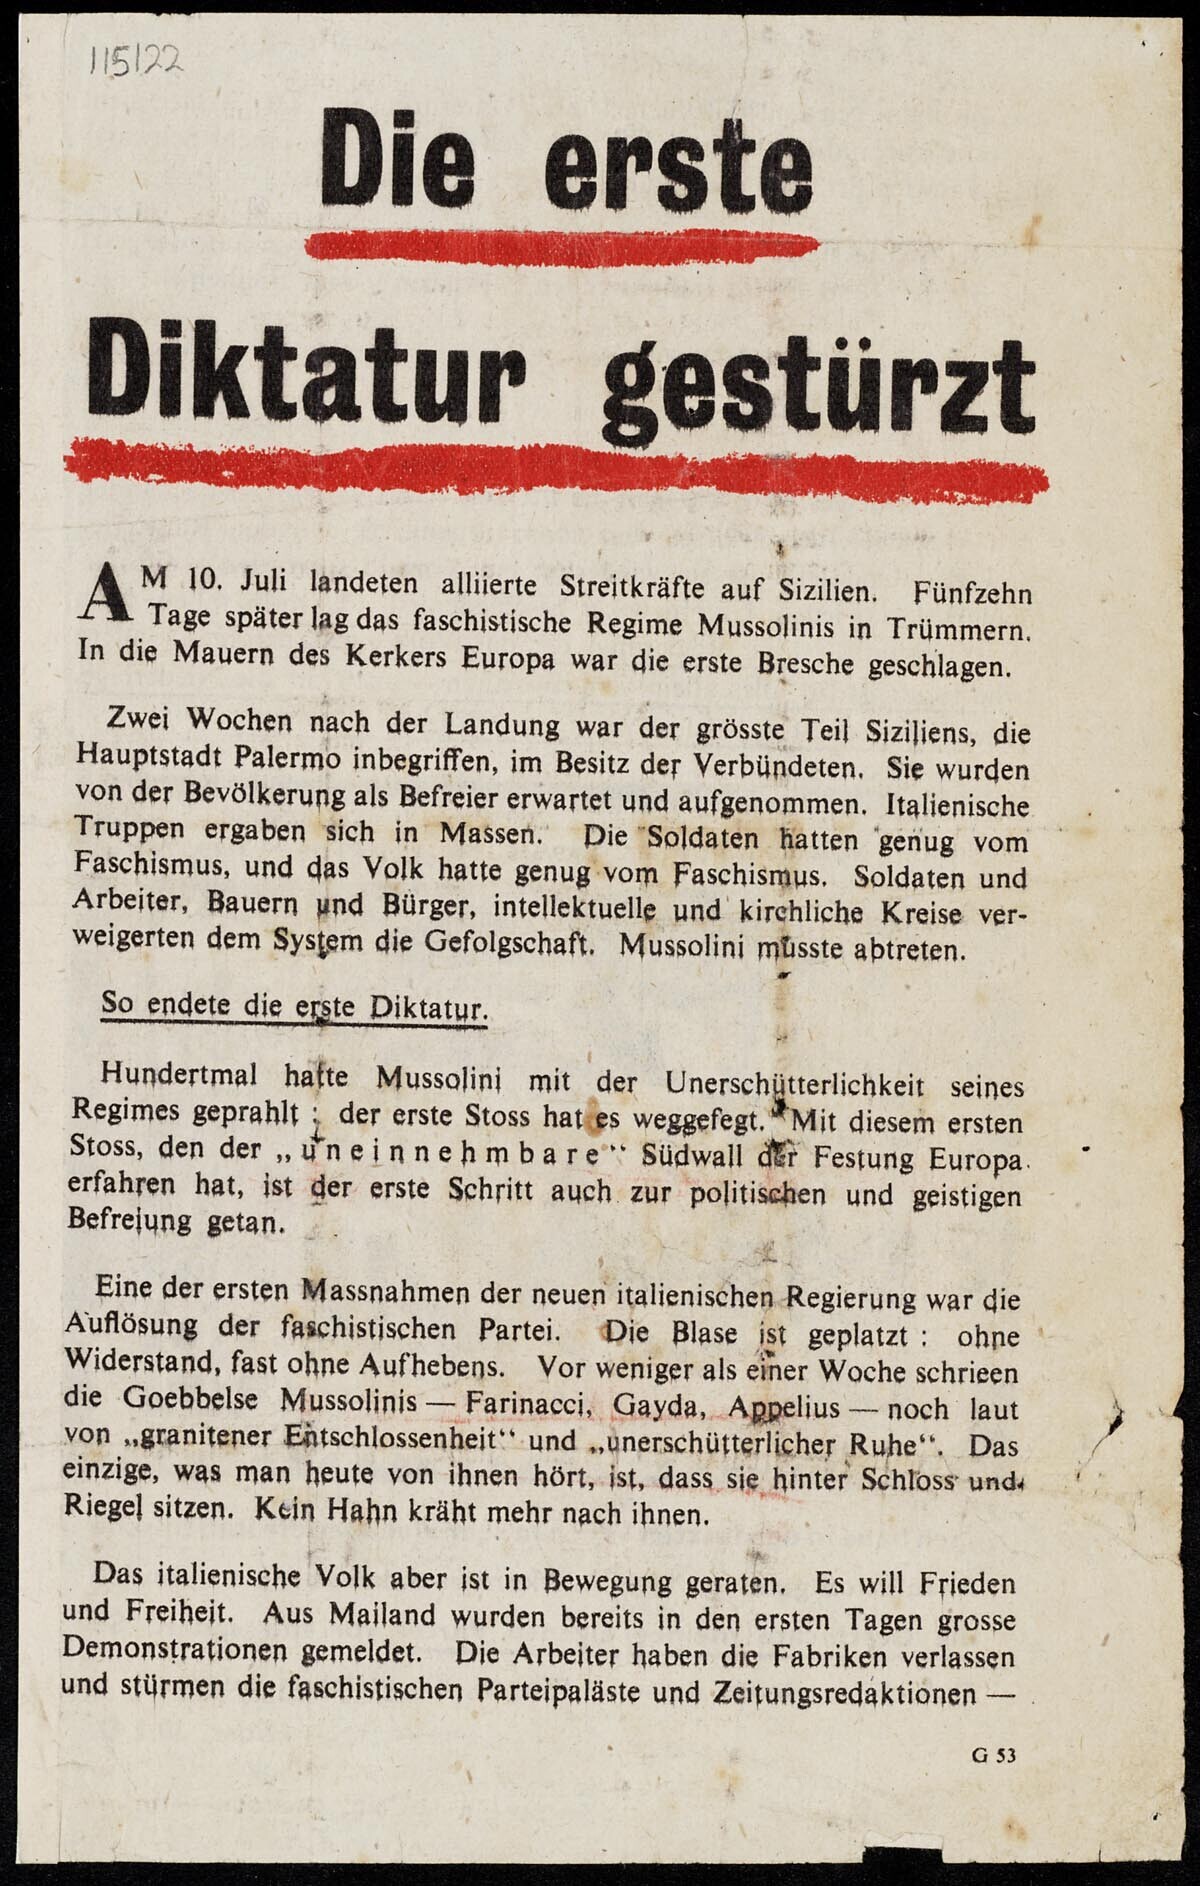 115122
Die erste
Diktatur gestürzt
AM 10. Juli landeten alliierte Streitkräfte auf Sizilien. Fünfzehn
Tage später lag das faschistische Regime Mussolinis in Trümmern.
In die Mauern des Kerkers Europa war die erste Bresche geschlagen.
Zwei Wochen nach der Landung war der grösste Teil Siziliens, die
Hauptstadt Palermo inbegriffen, im Besitz der Verbündeten. Sie wurden
von der Bevölkerung als Befreier erwartet und aufgenommen. Italienische
Truppen ergaben sich in Massen. Die Soldaten hatten genug vom
Faschismus, und das Volk hatte genug vom Faschismus. Soldaten und
Arbeiter, Bauern und Bürger, intellektuelle und kirchliche Kreise ver-
weigerten dem System die Gefolgschaft. Mussolini musste abtreten.
So endete die erste Diktatur.
Hundertmal hatte Mussolini mit der Unerschütterlichkeit seines
Regimes geprahlt : der erste Stoss hat es weggefegt. Mit diesem ersten
Stoss, den der „uneinnehmbare“ Südwall der Festung Europa
erfahren hat, ist der erste Schritt auch zur politischen und geistigen
Befreiung getan.
Eine der ersten Massnahmen der neuen italienischen Regierung war die
Auflösung der faschistischen Partei. Die Blase ist geplatzt : ohne
Widerstand, fast ohne Aufhebens. Vor weniger als einer Woche schrieen
die Goebbelse Mussolinis — Farinacci, Gayda, Appelius — noch laut
von „granitener Entschlossenheit“ und „unerschütterlicher Ruhe“. Das
einzige, was man heute von ihnen hört, ist, dass sie hinter Schloss und
Riegel sitzen. Kein Hahn kräht mehr nach ihnen.
Das italienische Volk aber ist in Bewegung geraten. Es will Frieden
und Freiheit. Aus Mailand wurden bereits in den ersten Tagen grosse
Demonstrationen gemeldet. Die Arbeiter haben die Fabriken verlassen
und stürmen die faschistischen Parteipaläste und Zeitungsredaktionen —
G 53